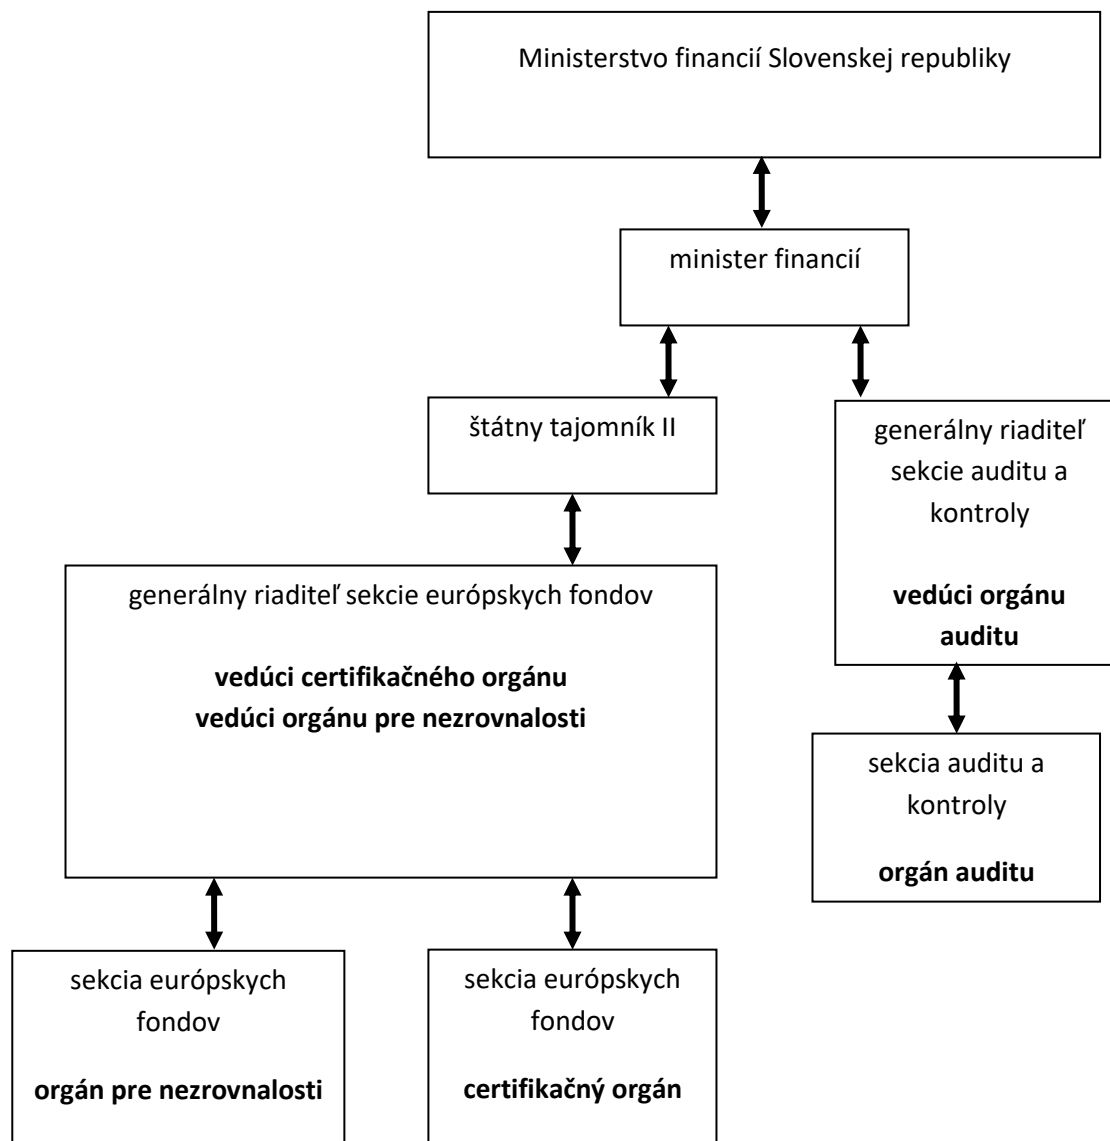 Ministerstvo financií Slovenskej republiky
minister financií
štátny tajomník II
generálny riaditeľ
sekcie auditu a
kontroly
vedúci orgánu
auditu
generálny riaditeľ sekcie európskych fondov
vedúci certifikačného orgánu
vedúci orgánu pre nezrovnalosti
sekcia auditu a
kontroly
orgán auditu
sekcia európskych
fondov
orgán pre nezrovnalosti
sekcia európskych
fondov
certifikačný orgán